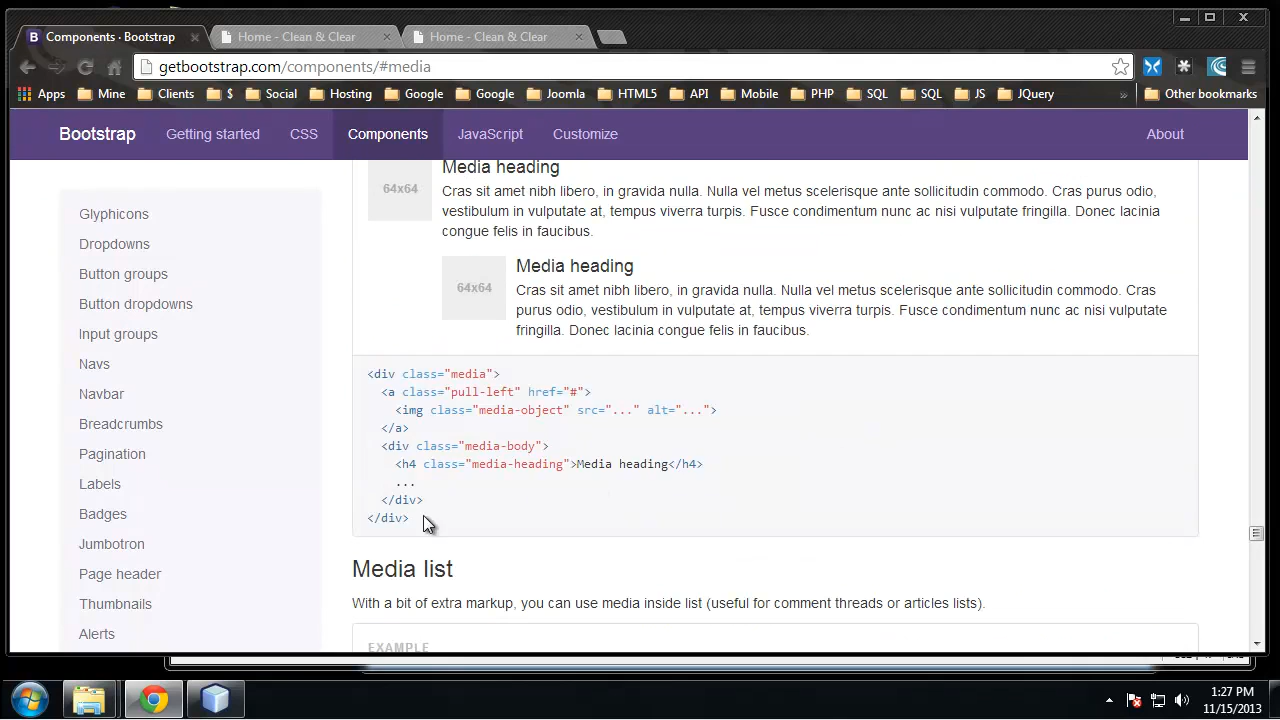 B Components · Bootstrap
Home - Clean & Clear
Home - Clean & Clear
getbootstrap.com/components/#media
Apps Mine Clients $ Social Hosting Google Google Joomla HTML5 API Mobile PHP SQL SQL JS JQuery » Other bookmarks
Bootstrap Getting started CSS Components JavaScript Customize About
Glyphicons
Dropdowns
Button groups
Button dropdowns
Input groups
Navs
Navbar
Breadcrumbs
Pagination
Labels
Badges
Jumbotron
Page header
Thumbnails
Alerts
64x64
Media heading
Cras sit amet nibh libero, in gravida nulla. Nulla vel metus scelerisque ante sollicitudin commodo. Cras purus odio,
vestibulum in vulputate at, tempus viverra turpis. Fusce condimentum nunc ac nisi vulputate fringilla. Donec lacinia
congue felis in faucibus.
64x64
Media heading
Cras sit amet nibh libero, in gravida nulla. Nulla vel metus scelerisque ante sollicitudin commodo. Cras
purus odio, vestibulum in vulputate at, tempus viverra turpis. Fusce condimentum nunc ac nisi vulputate
fringilla. Donec lacinia congue felis in faucibus.
<div class="media">
<a class="pull-left" href="#">
<img class="media-object" src="..." alt="...">
</a>
<div class="media-body">
<h4 class="media-heading">Media heading</h4>
...
</div>
</div>
Media list
With a bit of extra markup, you can use media inside list (useful for comment threads or articles lists).
EXAMPLE
1:27 PM
11/15/2013